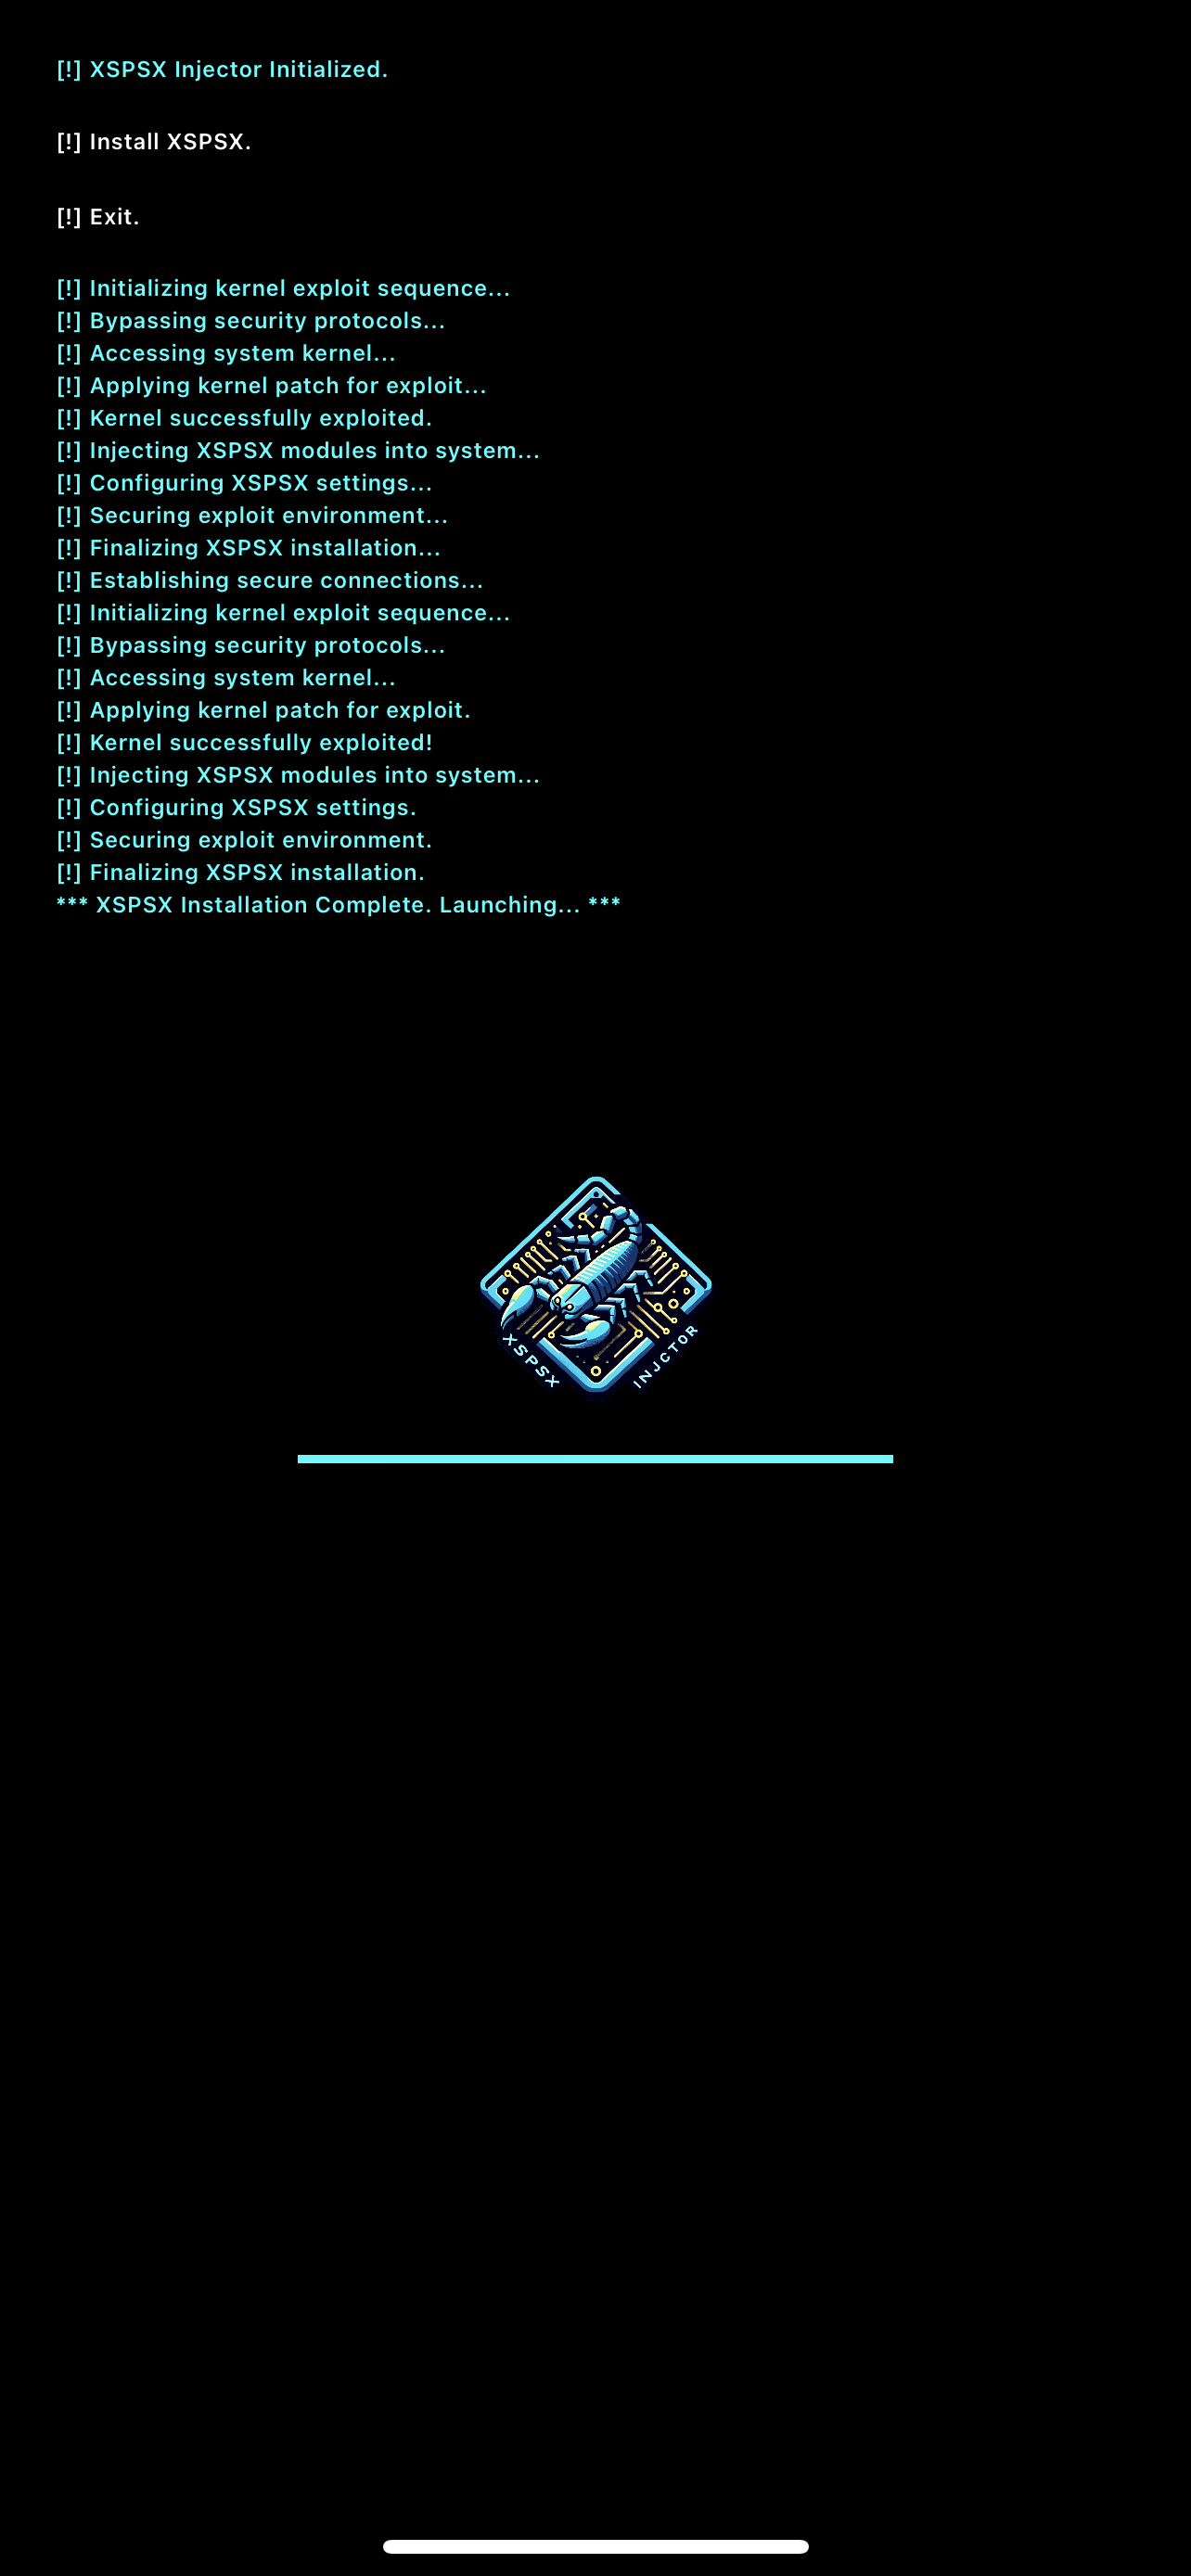 [!] XSPSX Injector Initialized.
[!] Install XSPSX.
[!] Exit.
[!] Initializing kernel exploit sequence...
[!] Bypassing security protocols...
[!] Accessing system kernel...
[!] Applying kernel patch for exploit...
[!] Kernel successfully exploited.
[!] Injecting XSPSX modules into system...
[!] Configuring XSPSX settings...
[!] Securing exploit environment...
[!] Finalizing XSPSX installation...
[!] Establishing secure connections...
[!] Initializing kernel exploit sequence...
[!] Bypassing security protocols...
[!] Accessing system kernel...
[!] Applying kernel patch for exploit.
[!] Kernel successfully exploited!
[!] Injecting XSPSX modules into system...
[!] Configuring XSPSX settings.
[!] Securing exploit environment.
[!] Finalizing XSPSX installation.
*** XSPSX Installation Complete. Launching... ***
XSPSX
INJCTOR